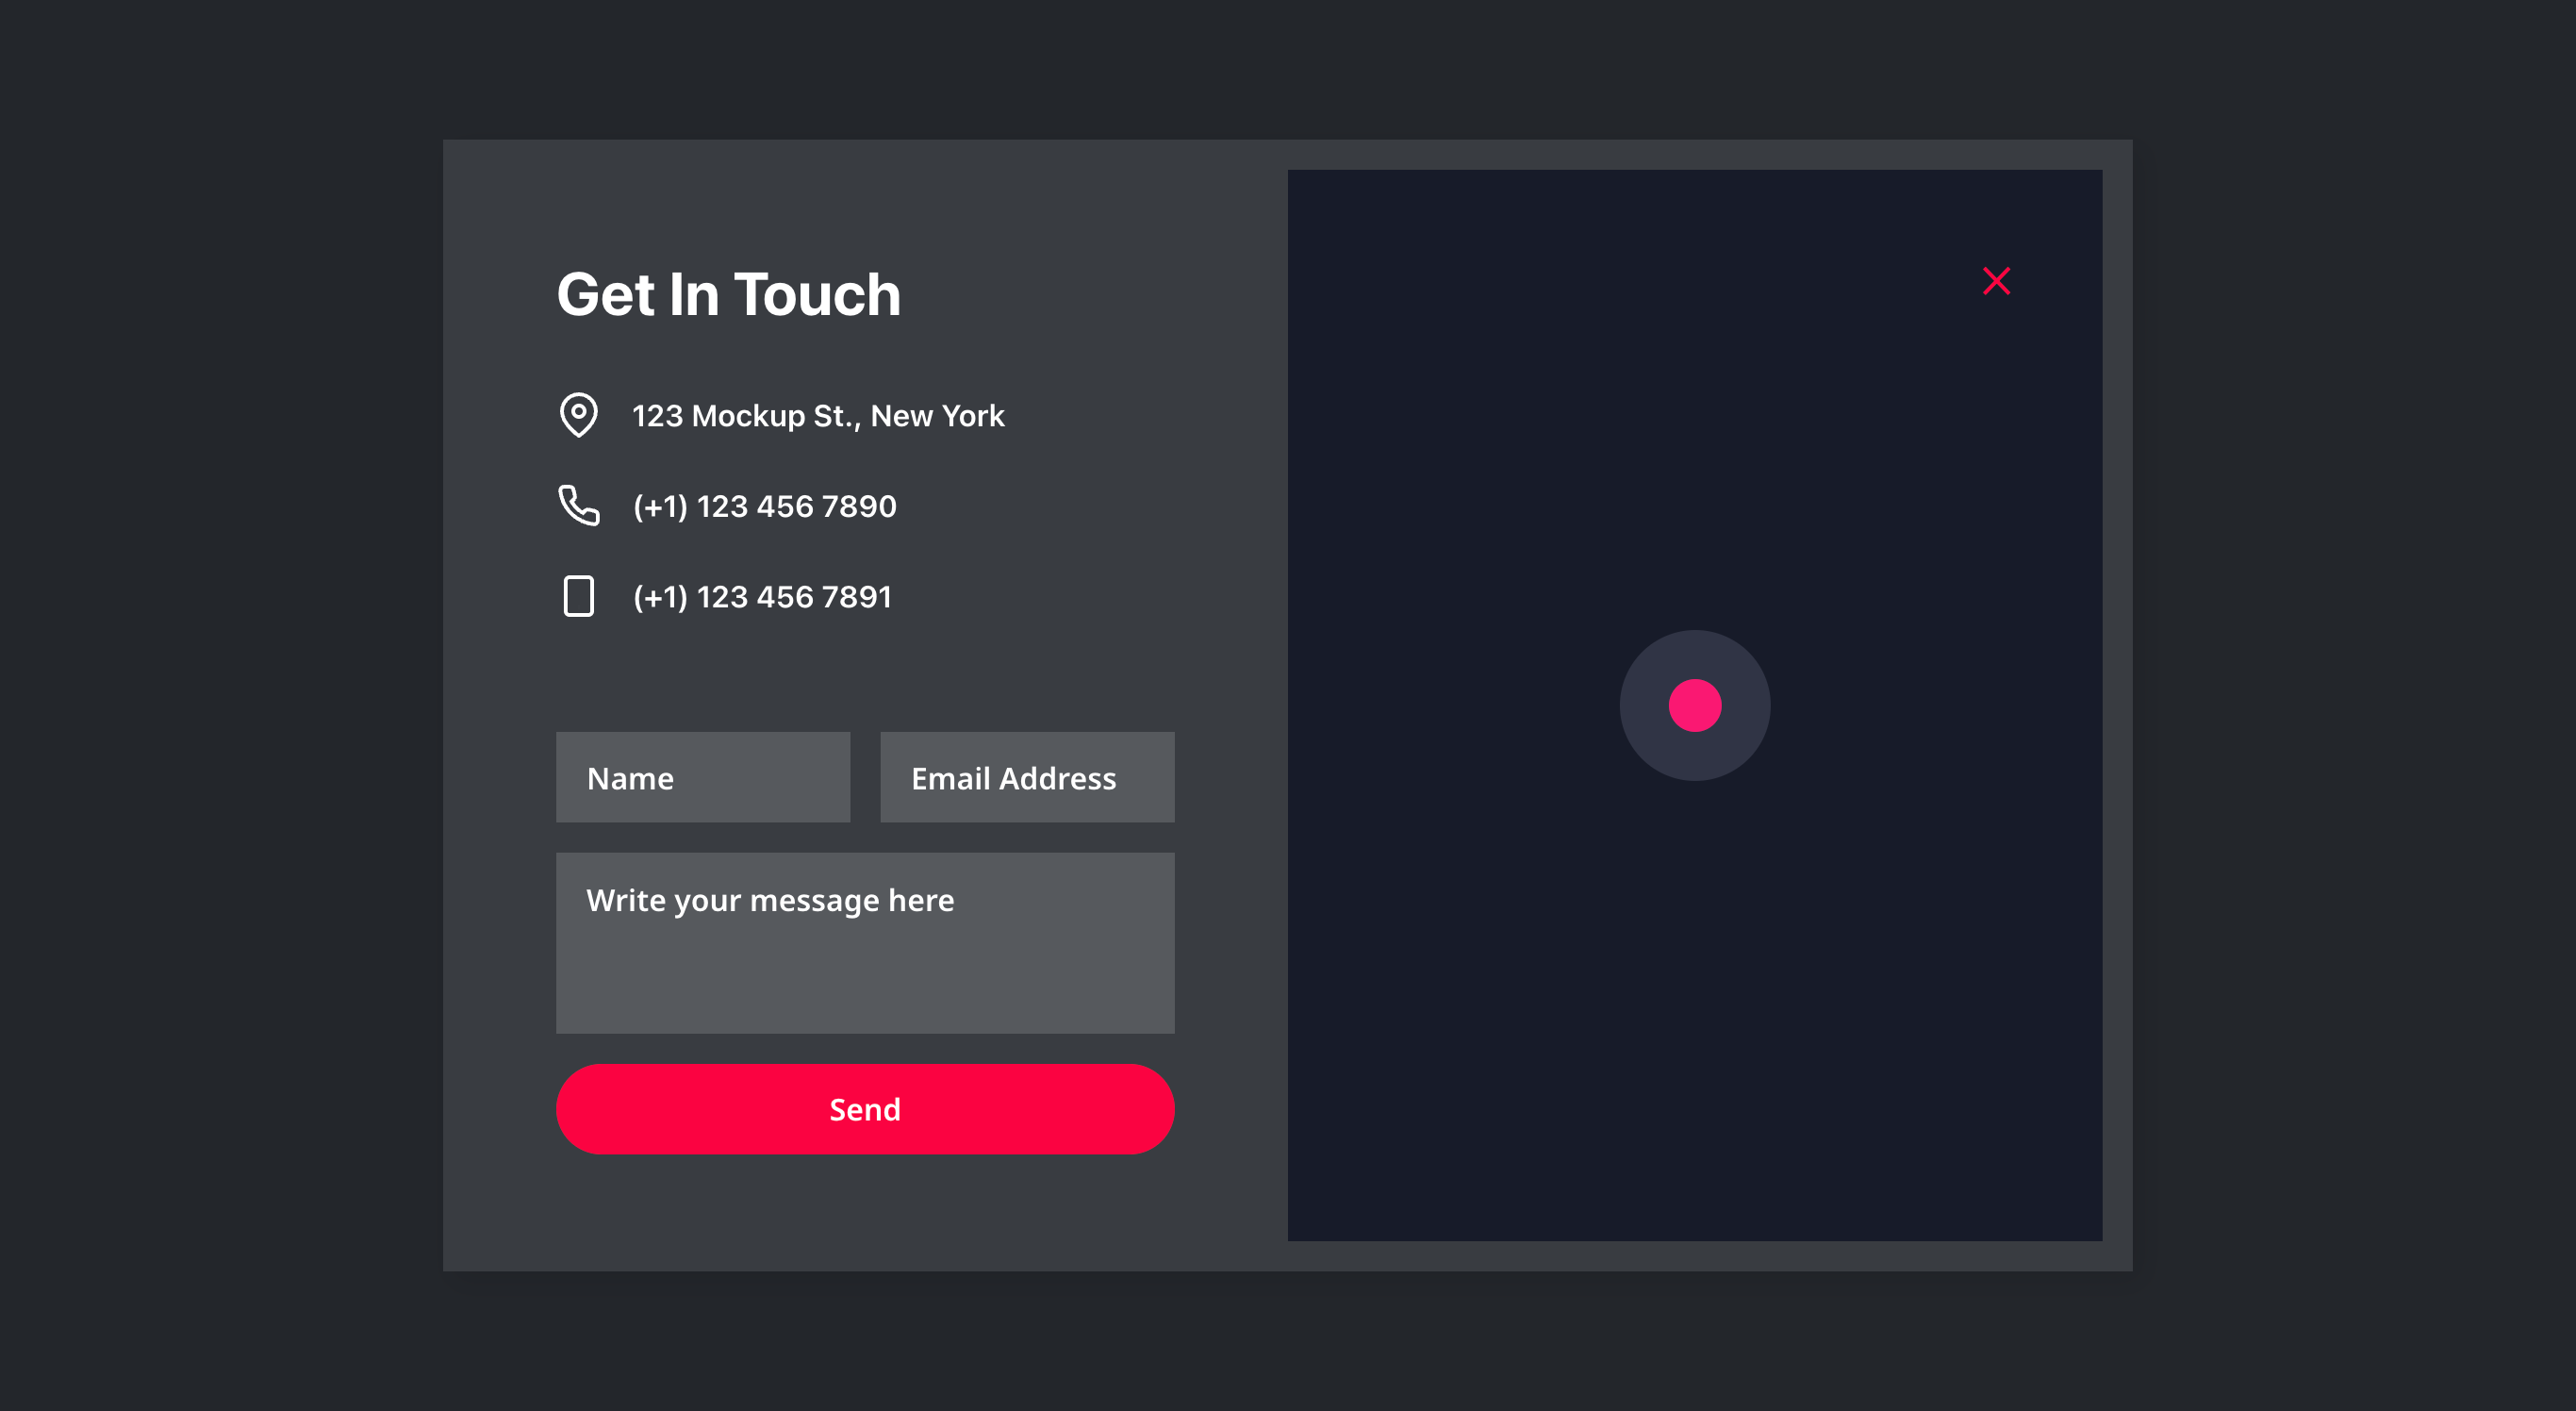 Get In Touch
123 Mockup St., New York
(+1) 123 456 7890
(+1) 123 456 7891
Name
Email Address
Write your message here
Send